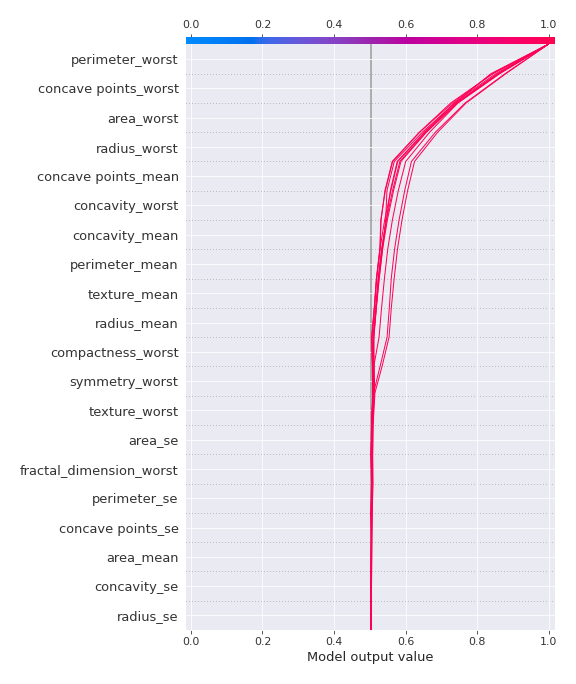 0.0 0.2 0.4 0.6 0.8 1.0
perimeter_worst
concave points_worst
area_worst
radius_worst
concave points_mean
concavity_worst
concavity_mean
perimeter_mean
texture_mean
radius_mean
compactness_worst
symmetry_worst
texture_worst
area_se
fractal_dimension_worst
perimeter_se
concave points_se
area_mean
concavity_se
radius_se
0.0 0.2 0.4 0.6 0.8 1.0
Model output value